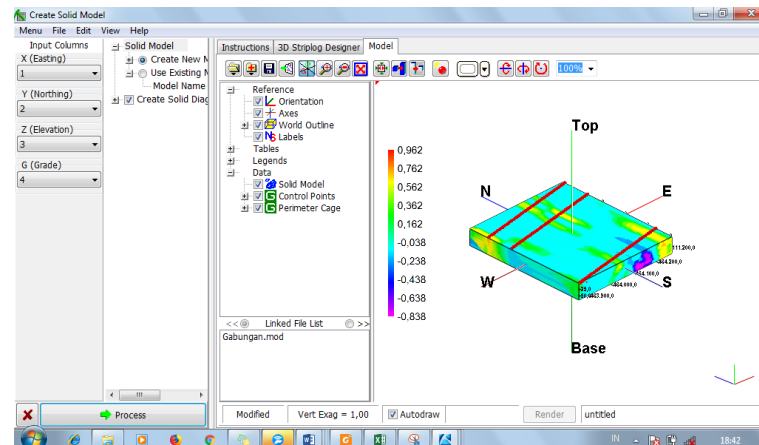 Create Solid Model
Menu File Edit View Help
Input Columns
X (Easting)
1
Y (Northing)
2
Z (Elevation)
3
G (Grade)
4
Solid Model
Create New M
Use Existing M
Model Name
Create Solid Diag
Process
Instructions 3D Striplog Designer Model
100%
Reference
Orientation
Axes
World Outline
Labels
Tables
Legends
Data
Solid Model
Control Points
Perimeter Cage
<< Linked File List >>
Gabungan.mod
0,962
0,762
0,562
0,362
0,162
-0,038
-0,238
-0,438
-0,638
-0,838
Top
N
E
W
S
Base
Modified Vert Exag = 1,00 Autodraw Render untitled
IN 18:42